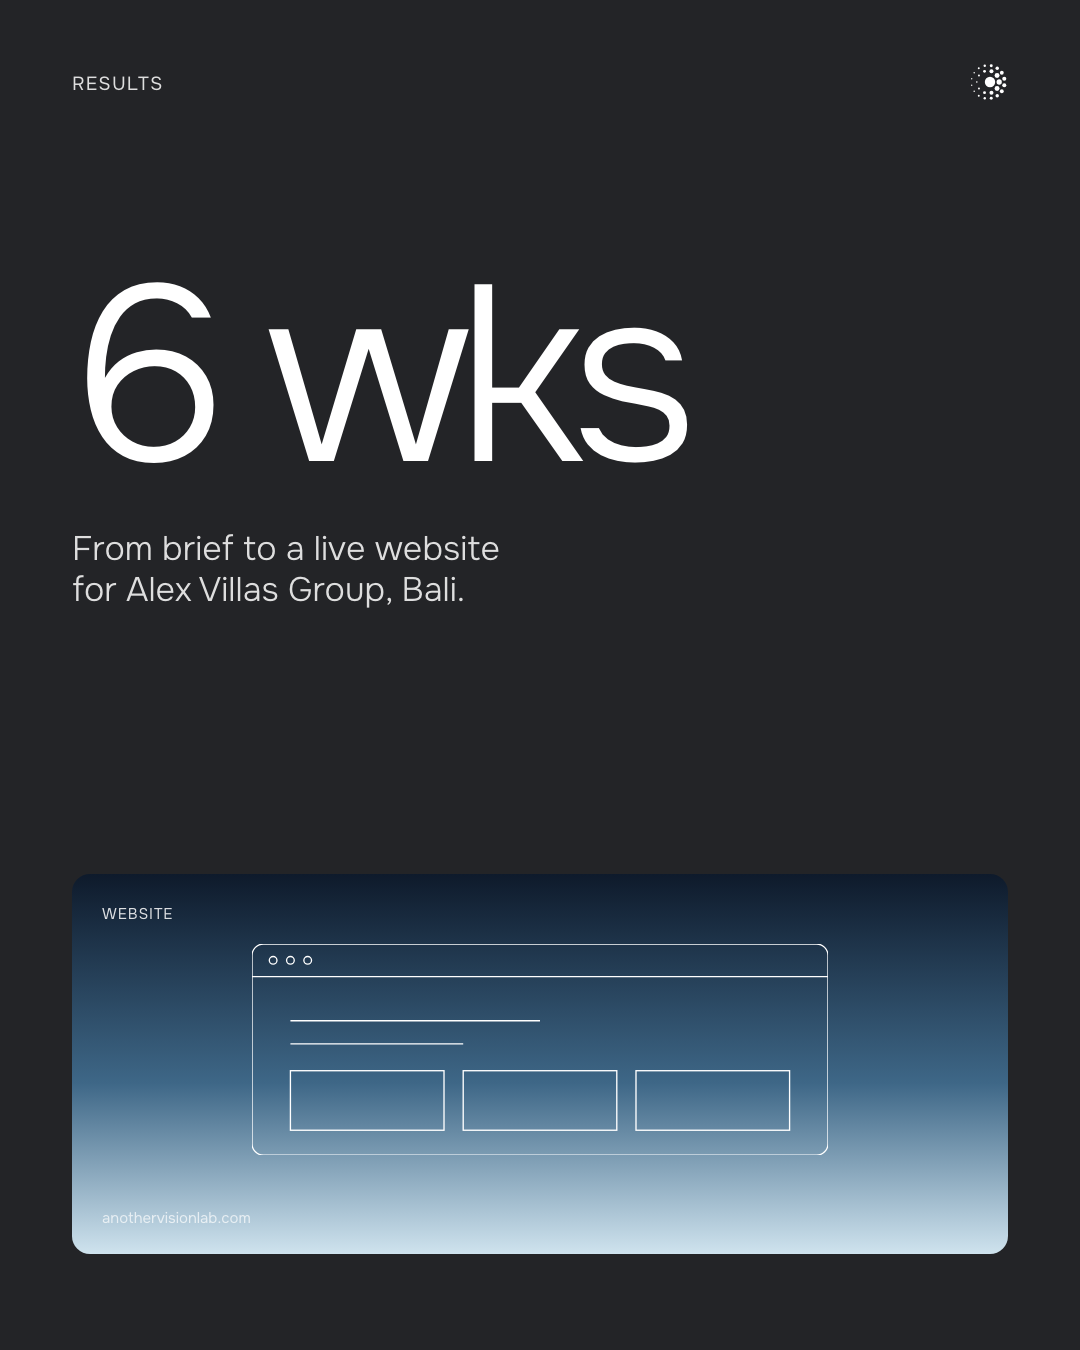 RESULTS
6 wks
From brief to a live website
for Alex Villas Group, Bali.
WEBSITE
anothervisionlab.com